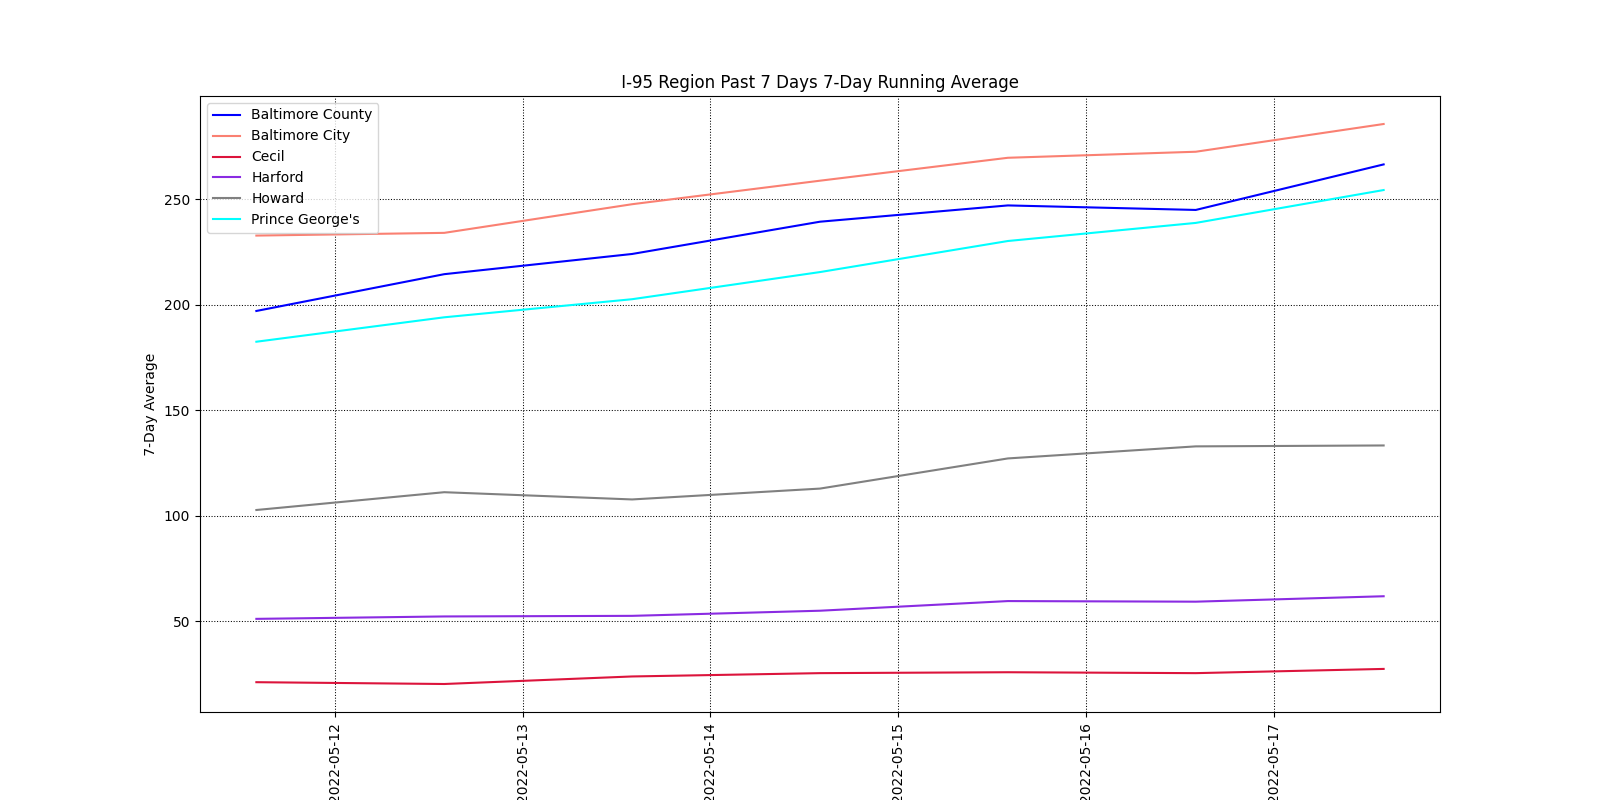 I-95 Region Past 7 Days 7-Day Running Average
Baltimore County
Baltimore City
Cecil
Harford
Howard
Prince George's
250
200
150
100
50
7-Day Average
2022-05-12
2022-05-13
2022-05-14
2022-05-15
2022-05-16
2022-05-17